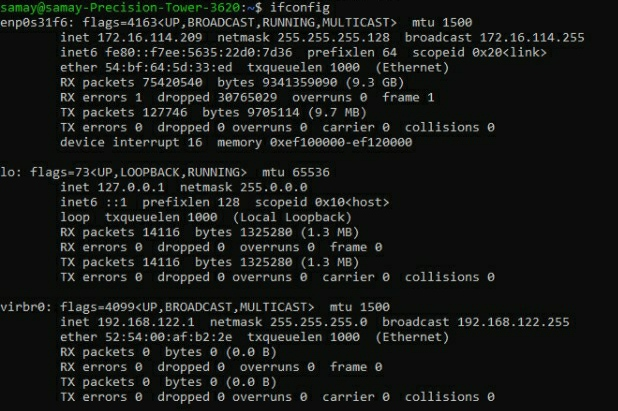 samay@samay-Precision-Tower-3620:~$ ifconfig
enp0s31f6: flags=4163<UP,BROADCAST,RUNNING,MULTICAST>  mtu 1500
        inet 172.16.114.209  netmask 255.255.255.128  broadcast 172.16.114.255
        inet6 fe80::f7ee:5635:22d0:7d36  prefixlen 64  scopeid 0x20<link>
        ether 54:bf:64:5d:33:ed  txqueuelen 1000  (Ethernet)
        RX packets 75420540  bytes 9341359090 (9.3 GB)
        RX errors 1  dropped 30765029  overruns 0  frame 1
        TX packets 127746  bytes 9705114 (9.7 MB)
        TX errors 0  dropped 0 overruns 0  carrier 0  collisions 0
        device interrupt 16  memory 0xef100000-ef120000

lo: flags=73<UP,LOOPBACK,RUNNING>  mtu 65536
        inet 127.0.0.1  netmask 255.0.0.0
        inet6 ::1  prefixlen 128  scopeid 0x10<host>
        loop  txqueuelen 1000  (Local Loopback)
        RX packets 14116  bytes 1325280 (1.3 MB)
        RX errors 0  dropped 0  overruns 0  frame 0
        TX packets 14116  bytes 1325280 (1.3 MB)
        TX errors 0  dropped 0 overruns 0  carrier 0  collisions 0

virbr0: flags=4099<UP,BROADCAST,MULTICAST>  mtu 1500
        inet 192.168.122.1  netmask 255.255.255.0  broadcast 192.168.122.255
        ether 52:54:00:af:b2:2e  txqueuelen 1000  (Ethernet)
        RX packets 0  bytes 0 (0.0 B)
        RX errors 0  dropped 0  overruns 0  frame 0
        TX packets 0  bytes 0 (0.0 B)
        TX errors 0  dropped 0 overruns 0  carrier 0  collisions 0